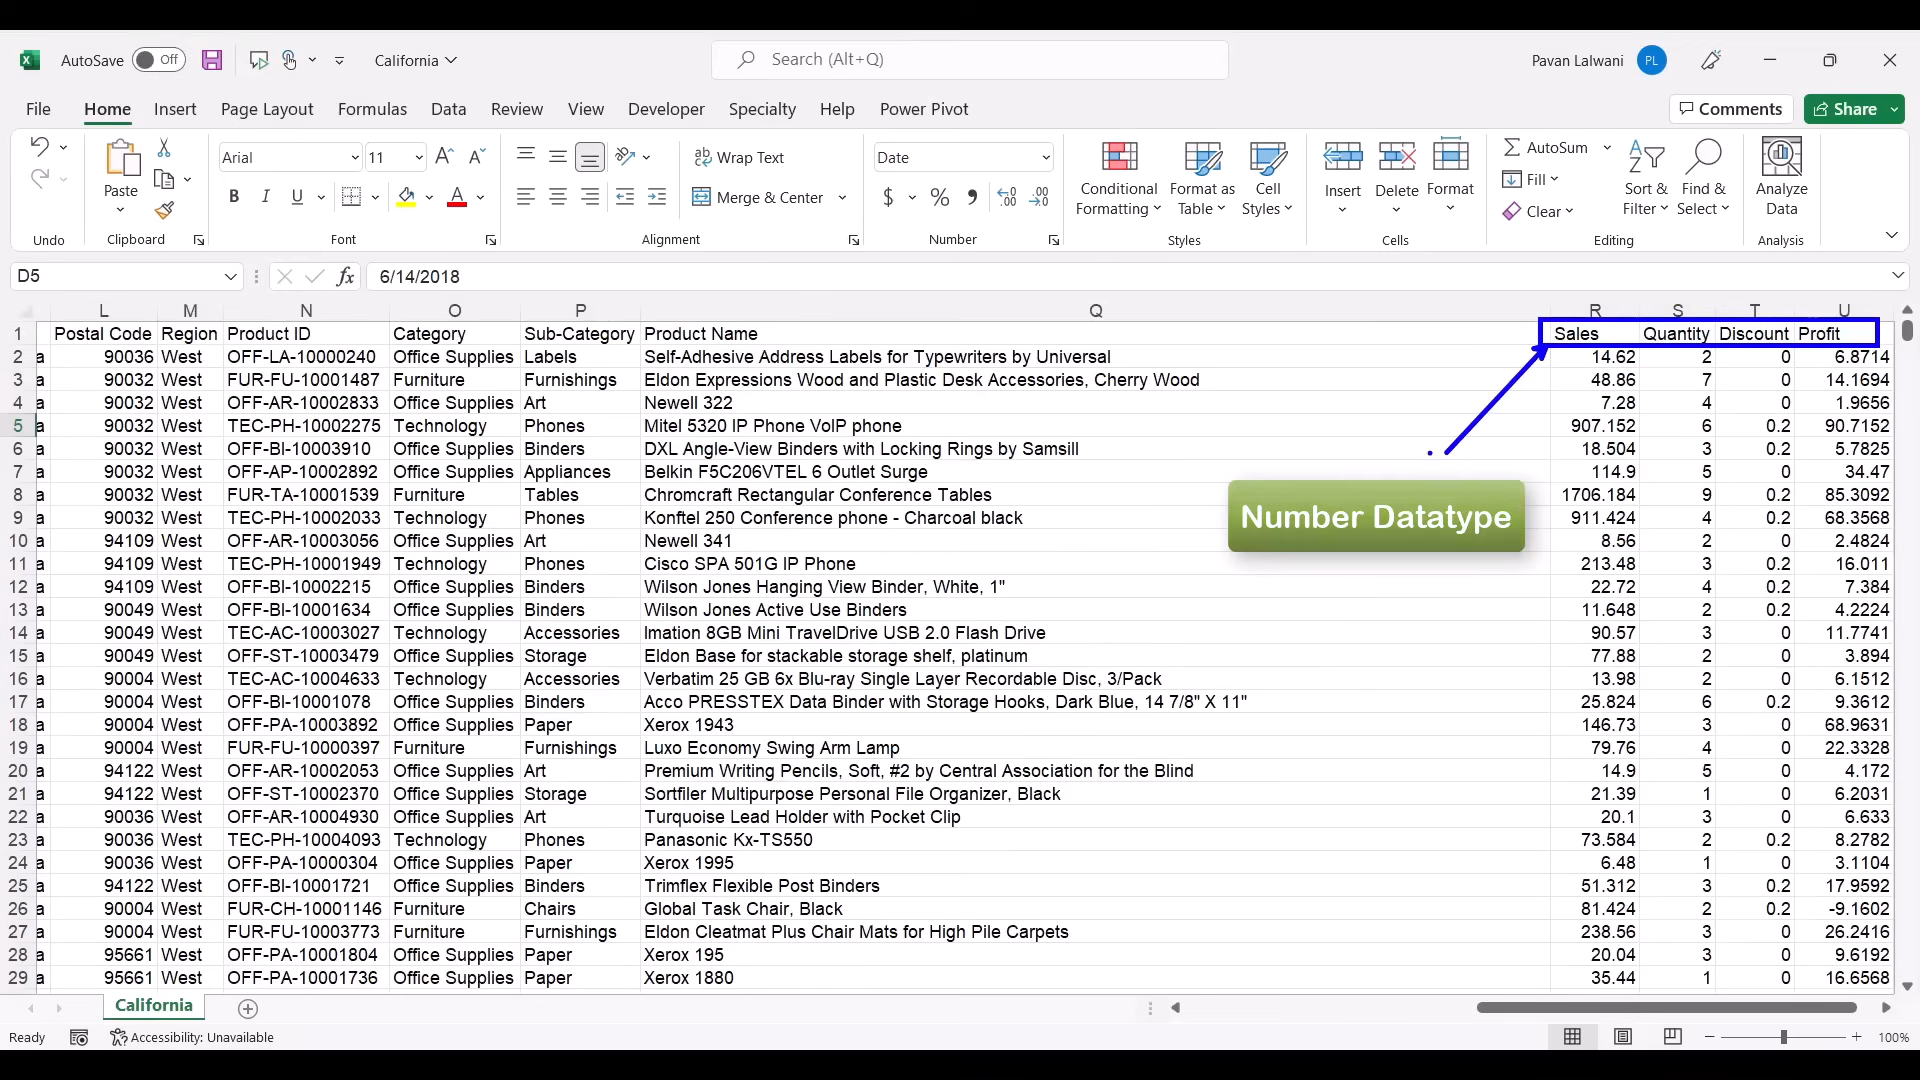 AutoSave Off California Search (Alt+Q) Pavan Lalwani PL
File Home Insert Page Layout Formulas Data Review View Developer Specialty Help Power Pivot Comments Share
Arial 11 Wrap Text Date AutoSum
Paste Conditional Formatting Format as Table Cell Styles Insert Delete Format Fill Sort & Filter Find & Select Analyze Data
B I U Merge & Center $ % Clear
Undo Clipboard Font Alignment Number Styles Cells Editing Analysis
D5 fx 6/14/2018
L M N O P Q R S T U
1 Postal Code Region Product ID Category Sub-Category Product Name Sales Quantity Discount Profit
2 a 90036 West OFF-LA-10000240 Office Supplies Labels Self-Adhesive Address Labels for Typewriters by Universal 14.62 2 0 6.8714
3 a 90032 West FUR-FU-10001487 Furniture Furnishings Eldon Expressions Wood and Plastic Desk Accessories, Cherry Wood 48.86 7 0 14.1694
4 a 90032 West OFF-AR-10002833 Office Supplies Art Newell 322 7.28 4 0 1.9656
5 a 90032 West TEC-PH-10002275 Technology Phones Mitel 5320 IP Phone VoIP phone 907.152 6 0.2 90.7152
6 a 90032 West OFF-BI-10003910 Office Supplies Binders DXL Angle-View Binders with Locking Rings by Samsill 18.504 3 0.2 5.7825
7 a 90032 West OFF-AP-10002892 Office Supplies Appliances Belkin F5C206VTEL 6 Outlet Surge 114.9 5 0 34.47
8 a 90032 West FUR-TA-10001539 Furniture Tables Chromcraft Rectangular Conference Tables 1706.184 9 0.2 85.3092
9 a 90032 West TEC-PH-10002033 Technology Phones Konftel 250 Conference phone - Charcoal black 911.424 4 0.2 68.3568
Number Datatype
10 a 94109 West OFF-AR-10003056 Office Supplies Art Newell 341 8.56 2 0 2.4824
11 a 94109 West TEC-PH-10001949 Technology Phones Cisco SPA 501G IP Phone 213.48 3 0.2 16.011
12 a 94109 West OFF-BI-10002215 Office Supplies Binders Wilson Jones Hanging View Binder, White, 1" 22.72 4 0.2 7.384
13 a 90049 West OFF-BI-10001634 Office Supplies Binders Wilson Jones Active Use Binders 11.648 2 0.2 4.2224
14 a 90049 West TEC-AC-10003027 Technology Accessories Imation 8GB Mini TravelDrive USB 2.0 Flash Drive 90.57 3 0 11.7741
15 a 90049 West OFF-ST-10003479 Office Supplies Storage Eldon Base for stackable storage shelf, platinum 77.88 2 0 3.894
16 a 90004 West TEC-AC-10004633 Technology Accessories Verbatim 25 GB 6x Blu-ray Single Layer Recordable Disc, 3/Pack 13.98 2 0 6.1512
17 a 90004 West OFF-BI-10001078 Office Supplies Binders Acco PRESSTEX Data Binder with Storage Hooks, Dark Blue, 14 7/8" X 11" 25.824 6 0.2 9.3612
18 a 90004 West OFF-PA-10003892 Office Supplies Paper Xerox 1943 146.73 3 0 68.9631
19 a 90004 West FUR-FU-10000397 Furniture Furnishings Luxo Economy Swing Arm Lamp 79.76 4 0 22.3328
20 a 94122 West OFF-AR-10002053 Office Supplies Art Premium Writing Pencils, Soft, #2 by Central Association for the Blind 14.9 5 0 4.172
21 a 94122 West OFF-ST-10002370 Office Supplies Storage Sortfiler Multipurpose Personal File Organizer, Black 21.39 1 0 6.2031
22 a 90036 West OFF-AR-10004930 Office Supplies Art Turquoise Lead Holder with Pocket Clip 20.1 3 0 6.633
23 a 90036 West TEC-PH-10004093 Technology Phones Panasonic Kx-TS550 73.584 2 0.2 8.2782
24 a 90036 West OFF-PA-10000304 Office Supplies Paper Xerox 1995 6.48 1 0 3.1104
25 a 94122 West OFF-BI-10001721 Office Supplies Binders Trimflex Flexible Post Binders 51.312 3 0.2 17.9592
26 a 90004 West FUR-CH-10001146 Furniture Chairs Global Task Chair, Black 81.424 2 0.2 -9.1602
27 a 90004 West FUR-FU-10003773 Furniture Furnishings Eldon Cleatmat Plus Chair Mats for High Pile Carpets 238.56 3 0 26.2416
28 a 95661 West OFF-PA-10001804 Office Supplies Paper Xerox 195 20.04 3 0 9.6192
29 a 95661 West OFF-PA-10001736 Office Supplies Paper Xerox 1880 35.44 1 0 16.6568
California
Ready Accessibility: Unavailable 100%